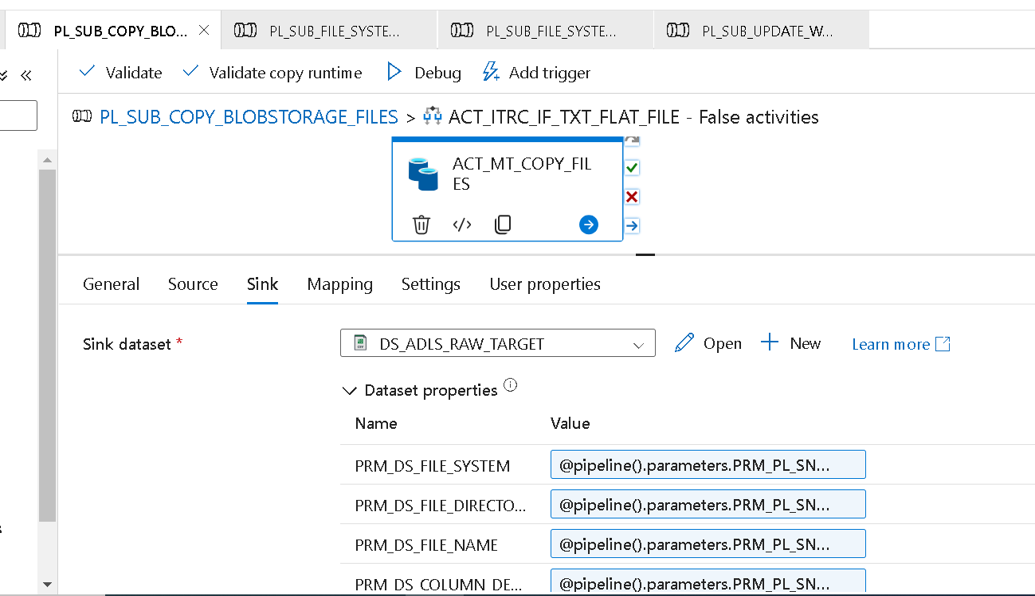 PL_SUB_COPY_BLO...
PL_SUB_FILE_SYSTE...
PL_SUB_FILE_SYSTE...
PL_SUB_UPDATE_W...
Validate
Validate copy runtime
Debug
Add trigger
PL_SUB_COPY_BLOBSTORAGE_FILES > ACT_ITRC_IF_TXT_FLAT_FILE - False activities
ACT_MT_COPY_FIL
ES
General
Source
Sink
Mapping
Settings
User properties
Sink dataset *
DS_ADLS_RAW_TARGET
Open
New
Learn more
Dataset properties
Name
Value
PRM_DS_FILE_SYSTEM
@pipeline().parameters.PRM_PL_SN...
PRM_DS_FILE_DIRECTO...
@pipeline().parameters.PRM_PL_SN...
PRM_DS_FILE_NAME
@pipeline().parameters.PRM_PL_SN...
PRM_DS_COLUMN_DE...
@pipeline().parameters.PRM_PL_SN...